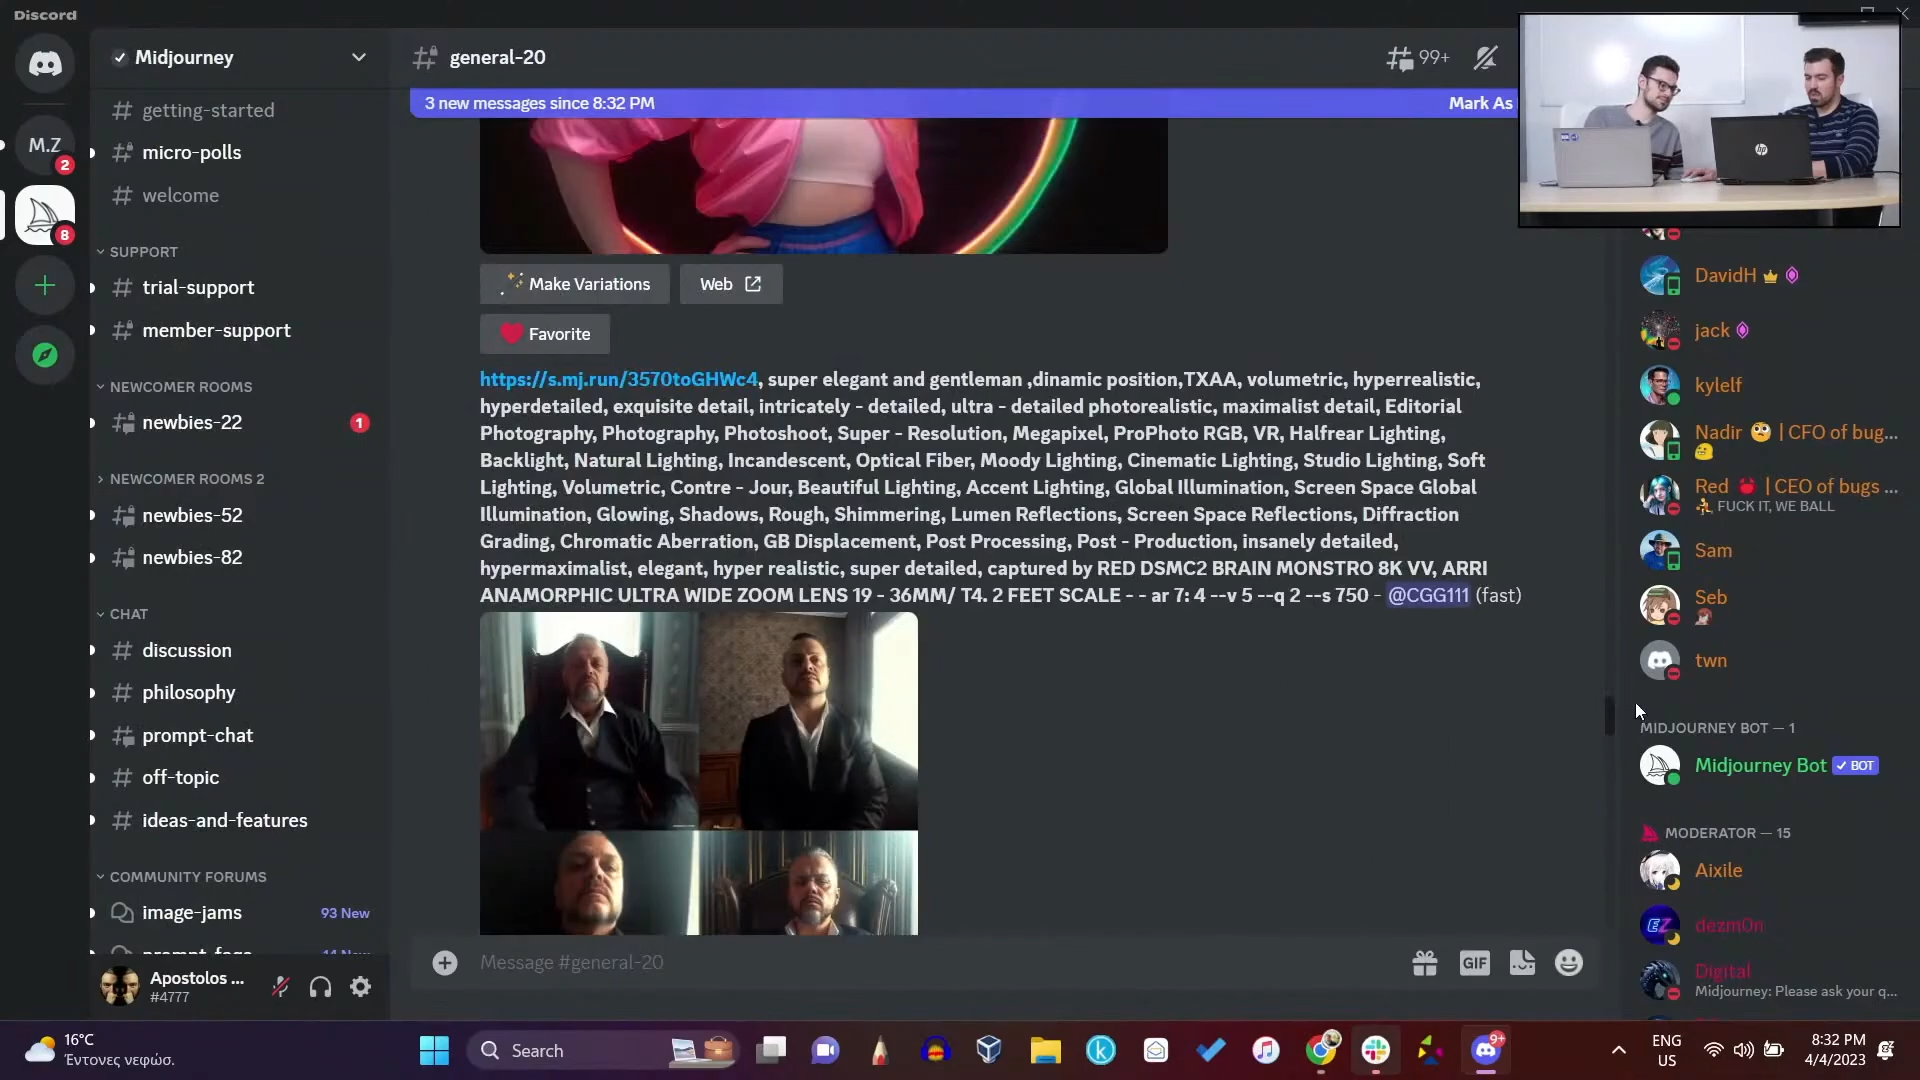 Discord
Midjourney
general-20
99+
3 new messages since 8:32 PM
Mark As
getting-started
M.Z
2
micro-polls
welcome
8
SUPPORT
trial-support
member-support
NEWCOMER ROOMS
newbies-22
1
NEWCOMER ROOMS 2
newbies-52
newbies-82
CHAT
discussion
philosophy
prompt-chat
off-topic
ideas-and-features
COMMUNITY FORUMS
image-jams
93 New
Apostolos ...
#4777
Make Variations
Web
Favorite
https://s.mj.run/3570toGHWc4, super elegant and gentleman ,dinamic position,TXAA, volumetric, hyperrealistic,
hyperdetailed, exquisite detail, intricately - detailed, ultra - detailed photorealistic, maximalist detail, Editorial
Photography, Photography, Photoshoot, Super - Resolution, Megapixel, ProPhoto RGB, VR, Halfrear Lighting,
Backlight, Natural Lighting, Incandescent, Optical Fiber, Moody Lighting, Cinematic Lighting, Studio Lighting, Soft
Lighting, Volumetric, Contre - Jour, Beautiful Lighting, Accent Lighting, Global Illumination, Screen Space Global
Illumination, Glowing, Shadows, Rough, Shimmering, Lumen Reflections, Screen Space Reflections, Diffraction
Grading, Chromatic Aberration, GB Displacement, Post Processing, Post - Production, insanely detailed,
hypermaximalist, elegant, hyper realistic, super detailed, captured by RED DSMC2 BRAIN MONSTRO 8K VV, ARRI
ANAMORPHIC ULTRA WIDE ZOOM LENS 19 - 36MM/ T4. 2 FEET SCALE - - ar 7: 4 --v 5 --q 2 --s 750 - @CGG111 (fast)
Message #general-20
GIF
hp
DavidH
jack
kylelf
Nadir | CFO of bug...
Red | CEO of bugs ...
FUCK IT, WE BALL
Sam
Seb
twn
MIDJOURNEY BOT — 1
Midjourney Bot BOT
MODERATOR — 15
Aixile
EZ
dezm0n
Digital
Midjourney: Please ask your q...
16°C
Έντονες νεφώσ.
Search
9+
ENG
US
8:32 PM
4/4/2023